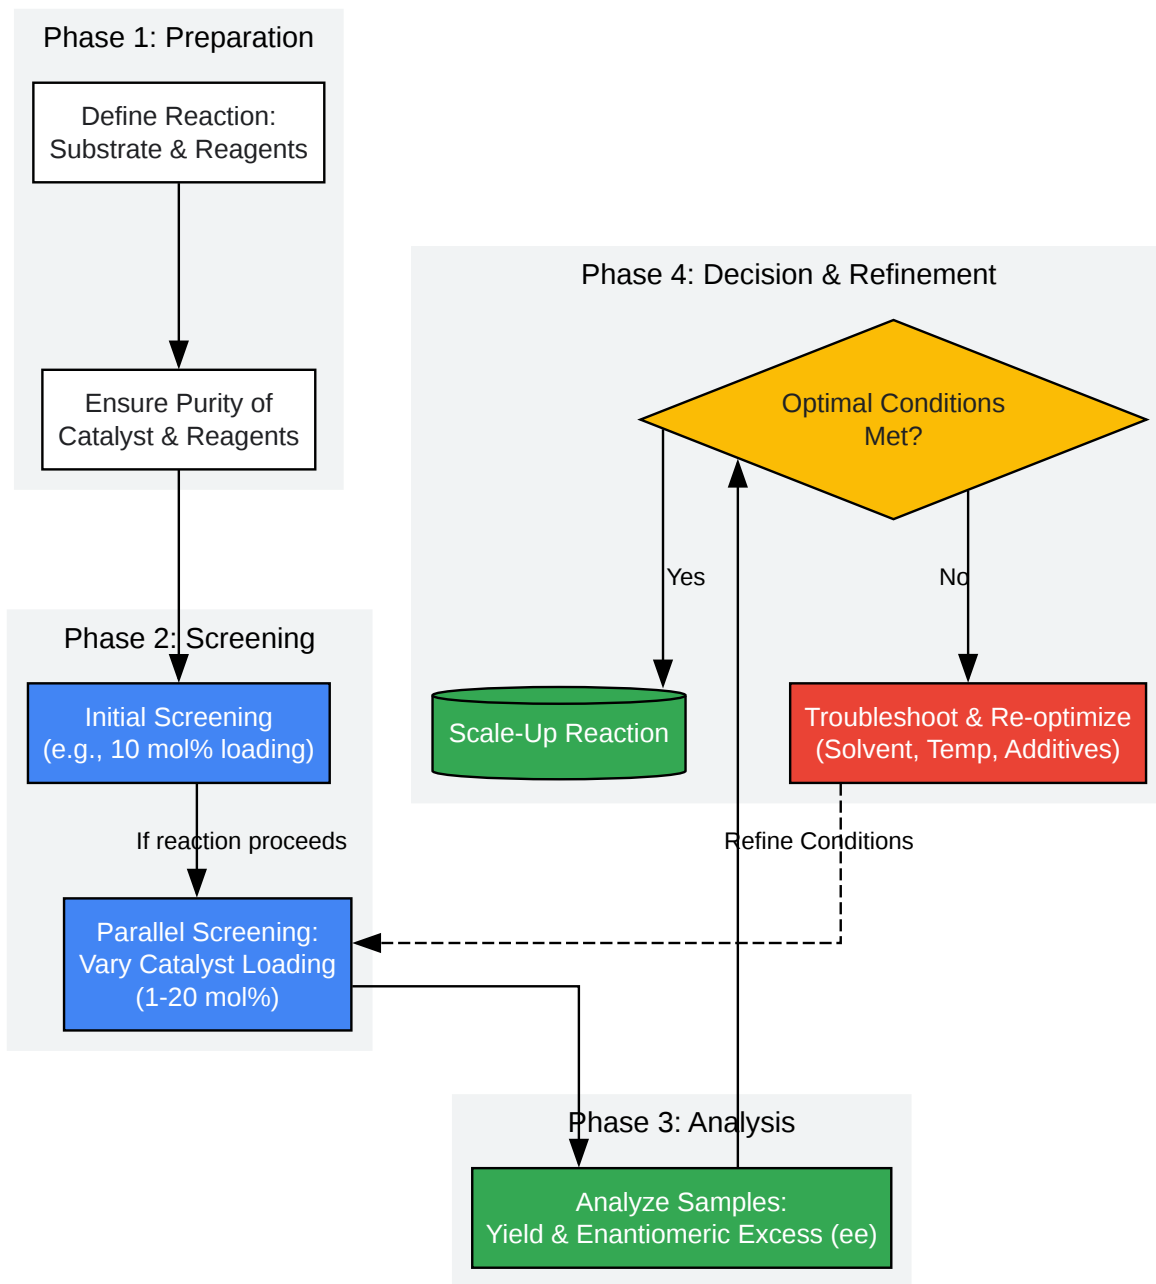 Phase 1: Preparation
Define Reaction:
Substrate & Reagents
Ensure Purity of
Catalyst & Reagents
Phase 2: Screening
Initial Screening
(e.g., 10 mol% loading)
If reaction proceeds
Parallel Screening:
Vary Catalyst Loading
(1-20 mol%)
Phase 3: Analysis
Analyze Samples:
Yield & Enantiomeric Excess (ee)
Phase 4: Decision & Refinement
Optimal Conditions
Met?
Yes
No
Scale-Up Reaction
Troubleshoot & Re-optimize
(Solvent, Temp, Additives)
Refine Conditions